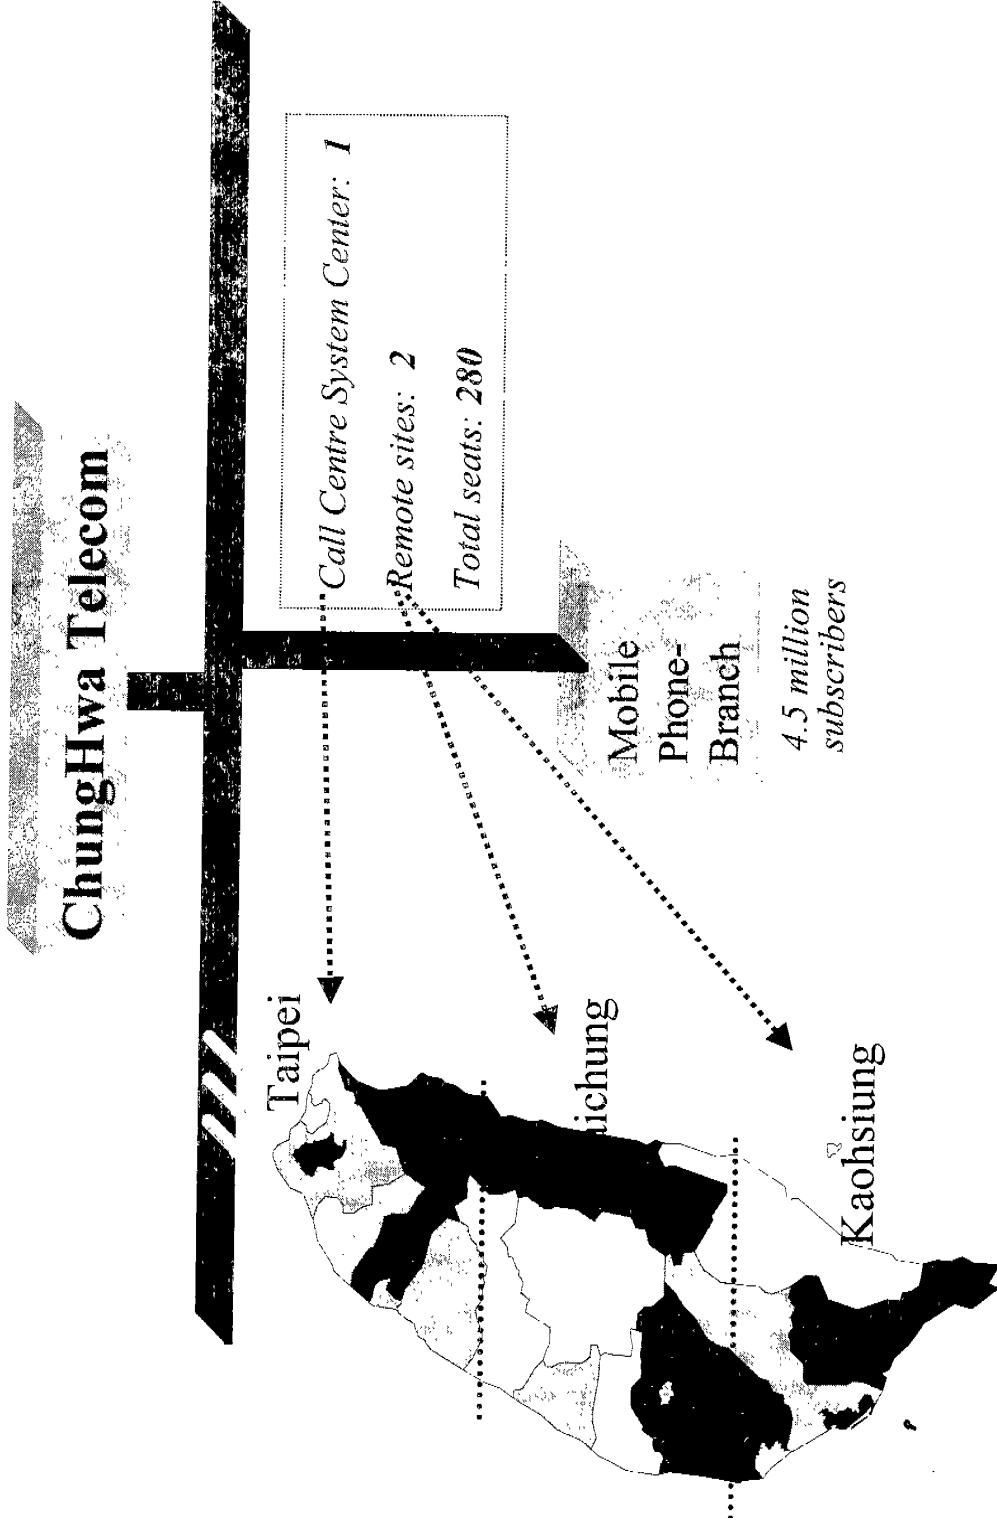 ChungHwa Telecom
Call Centre System Center: 1
Remote sites: 2
Total seats: 280
Mobile
Phone-
Branch
4.5 million
subscribers
Taipei
ichung
Kaohsiung